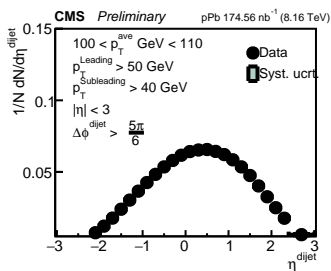 CMS Preliminary pPb 174.56 nb⁻¹ (8.16 TeV)
0.15
100 < p_T^ave GeV < 110
p_T^Leading > 50 GeV
p_T^Subleading > 40 GeV
|η| < 3
Δφ^dijet > 5π/6
Data
Syst. ucrt.
0.1
0.05
1/N dN/dη^dijet
−3 −2 −1 0 1 2 3
η^dijet